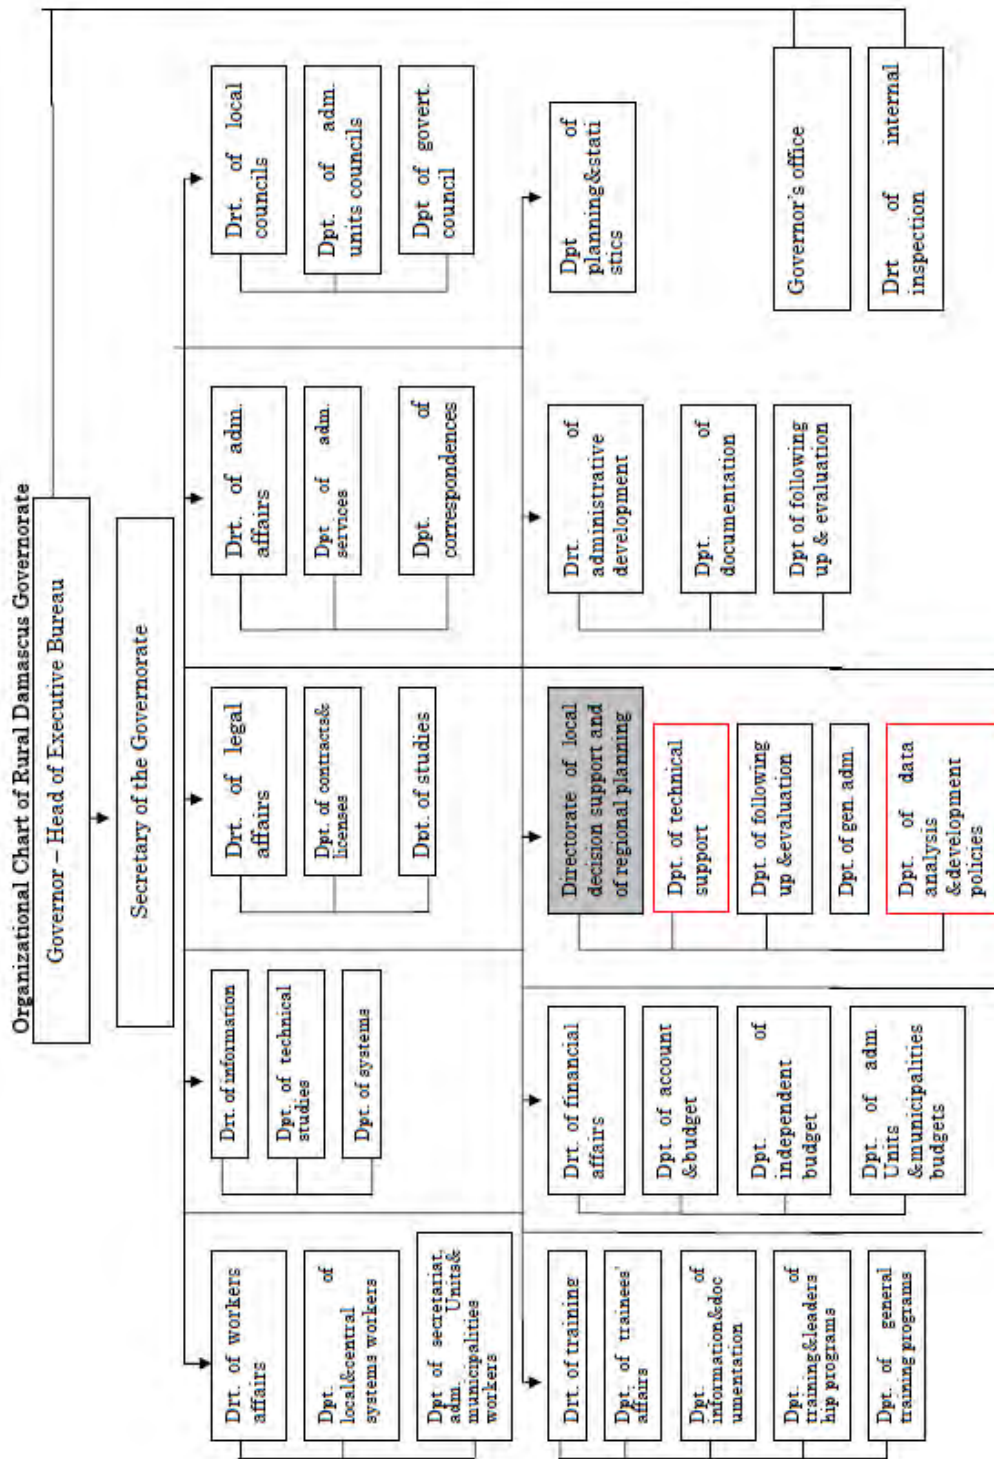 Organizational Chart of Rural Damascus Governorate
Governor – Head of Executive Bureau
Secretary of the Governorate
Drt. of workers
affairs
Dpt. of
local&central
systems workers
Dpt of secretariat,
adm. Units&
municipalities
workers
Drt. of information
Dpt. of technical
studies
Dpt. of systems
Drt. of legal
affairs
Dpt. of contracts&
licenses
Dpt. of studies
Drt. of adm.
affairs
Dpt of adm
services
Dpt. of
correspondences
Drt. of local
councils
Dpt. of adm.
units councils
Dpt of govert.
council
Drt. of training
Dpt. of trainees'
affairs
Dpt. of
information&doc
umentation
Dpt. of
training&leaders
hip programs
Dpt. of general
training programs
Drt. of financial
affairs
Dpt. of account
&budget
Dpt. of
independent
budget
Dpt. of adm.
Units
&municipalities
budgets
Directorate of local
decision support and
of regional planning
Dpt. of technical
support
Dpt. of following
up &evaluation
Dpt. of gen. adm.
Dpt. of data
analysis
&development
policies
Drt. of
administrative
development
Dpt. of
documentation
Dpt of following
up & evaluation
Dpt of
planning&stati
stics
Governor's office
Drt of internal
inspection